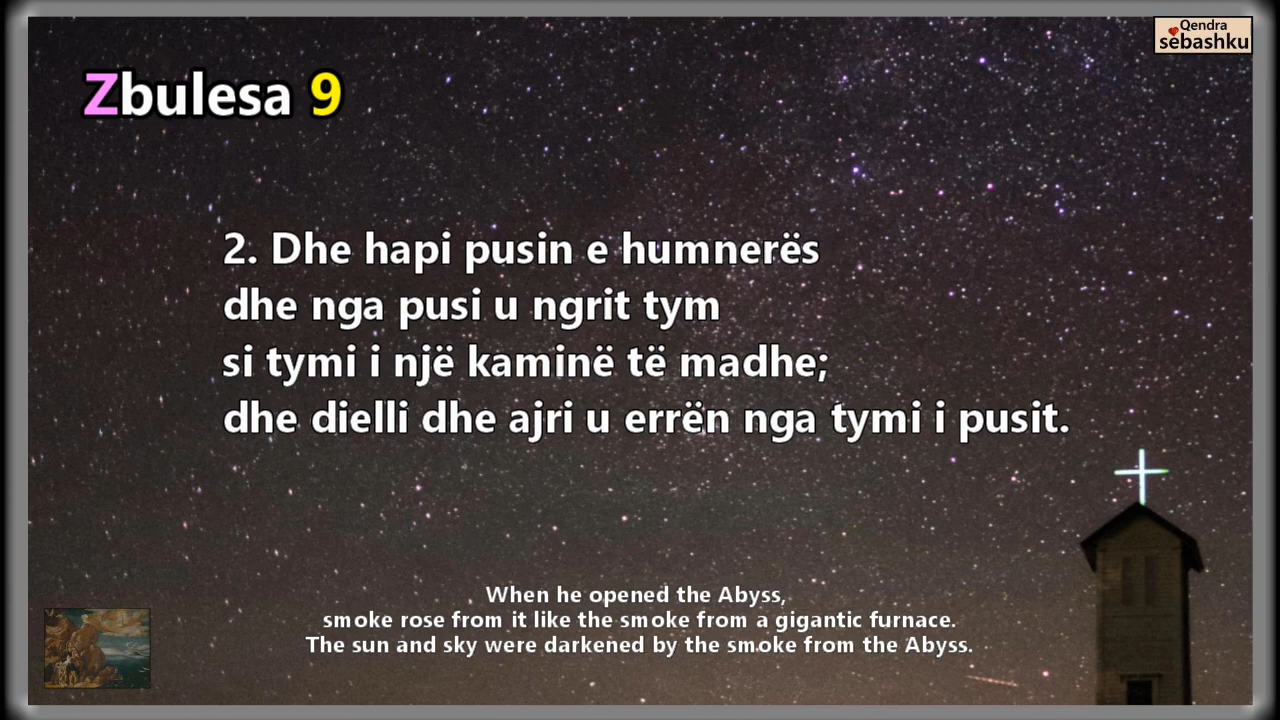 Qendra
sëbashku
Zbulesa 9
2. Dhe hapi pusin e humnerës
dhe nga pusi u ngrit tym
si tymi i një kaminë të madhe;
dhe dielli dhe ajri u errën nga tymi i pusit.
When he opened the Abyss,
smoke rose from it like the smoke from a gigantic furnace.
The sun and sky were darkened by the smoke from the Abyss.